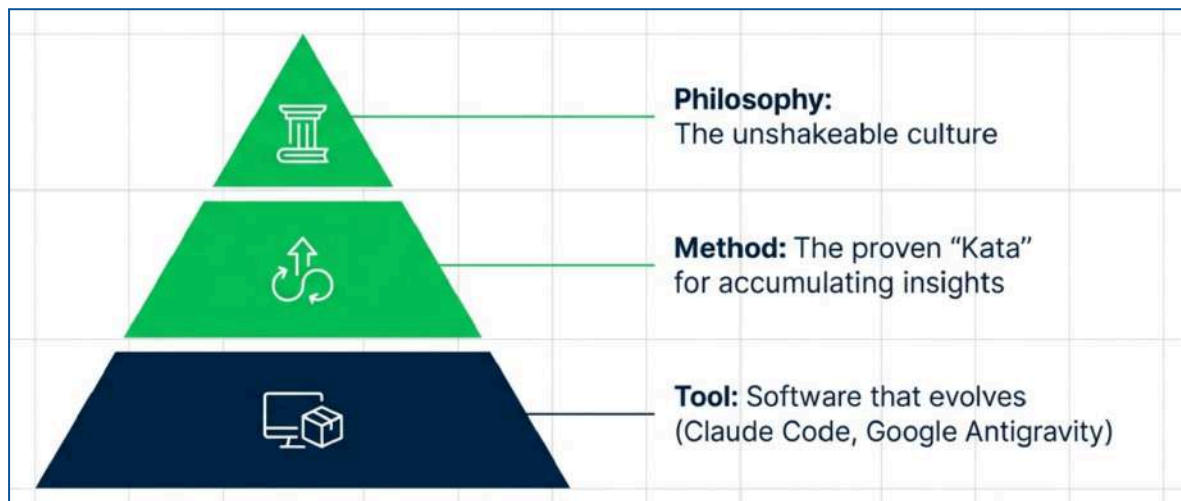 Philosophy:
The unshakeable culture
Method: The proven “Kata”
for accumulating insights
Tool: Software that evolves
(Claude Code, Google Antigravity)